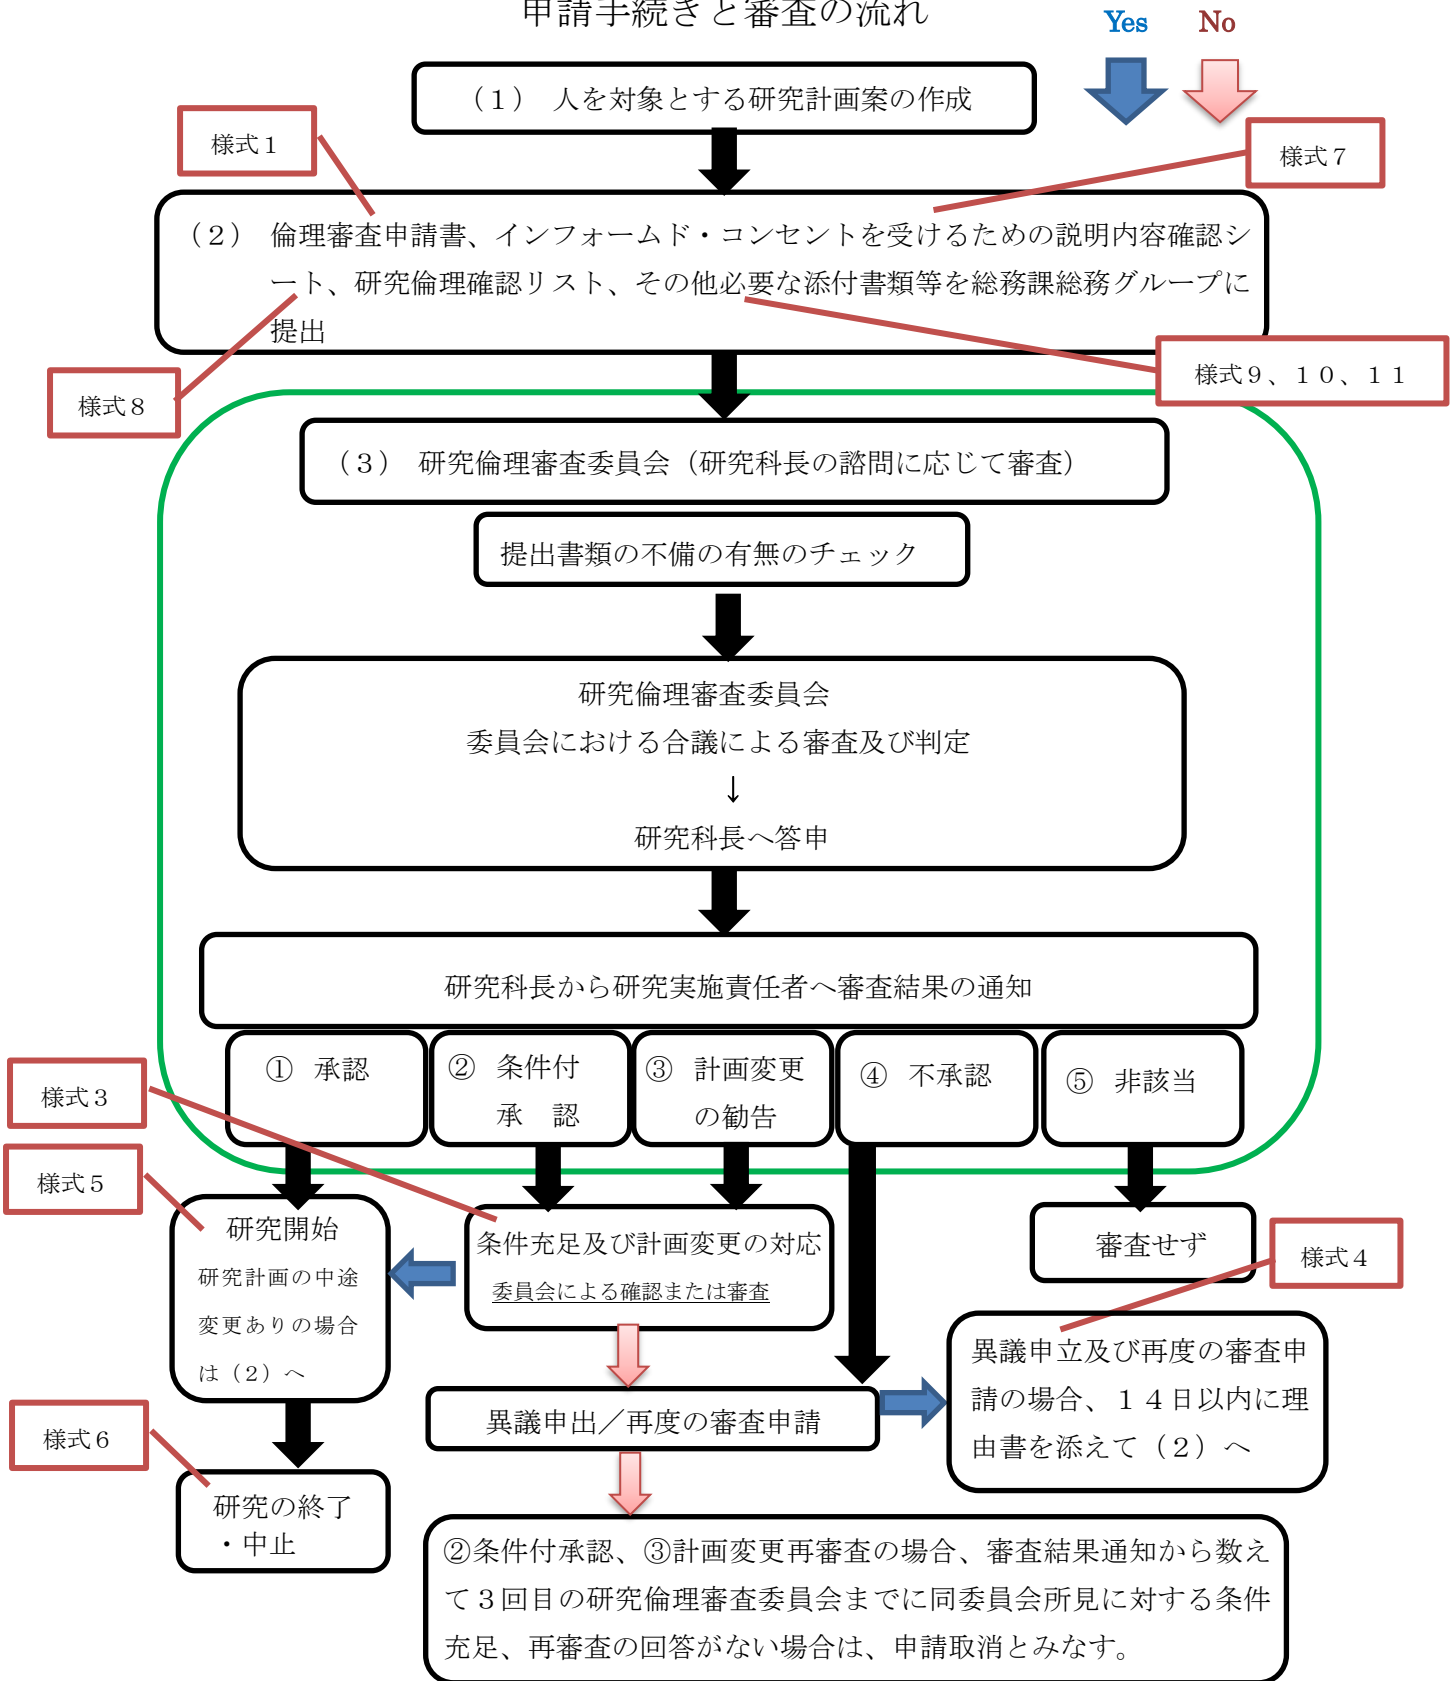 申請手続きと審査の流れ
Yes
No
（１） 人を対象とする研究計画案の作成
様式１
様式７
（２） 倫理審査申請書、インフォームド・コンセントを受けるための説明内容確認シ
ート、研究倫理確認リスト、その他必要な添付書類等を総務課総務グループに
提出
様式８
様式９、１０、１１
（３） 研究倫理審査委員会（研究科長の諮問に応じて審査）
提出書類の不備の有無のチェック
研究倫理審査委員会
委員会における合議による審査及び判定
↓
研究科長へ答申
研究科長から研究実施責任者へ審査結果の通知
① 承認
② 条件付
承 認
③ 計画変更
の勧告
④ 不承認
⑤ 非該当
様式３
様式５
研究開始
研究計画の中途
変更ありの場合
は（２）へ
条件充足及び計画変更の対応
委員会による確認または審査
審査せず
様式４
異議申立及び再度の審査申
請の場合、１４日以内に理
由書を添えて（２）へ
異議申出／再度の審査申請
様式６
研究の終了
・中止
②条件付承認、③計画変更再審査の場合、審査結果通知から数え
て３回目の研究倫理審査委員会までに同委員会所見に対する条件
充足、再審査の回答がない場合は、申請取消とみなす。